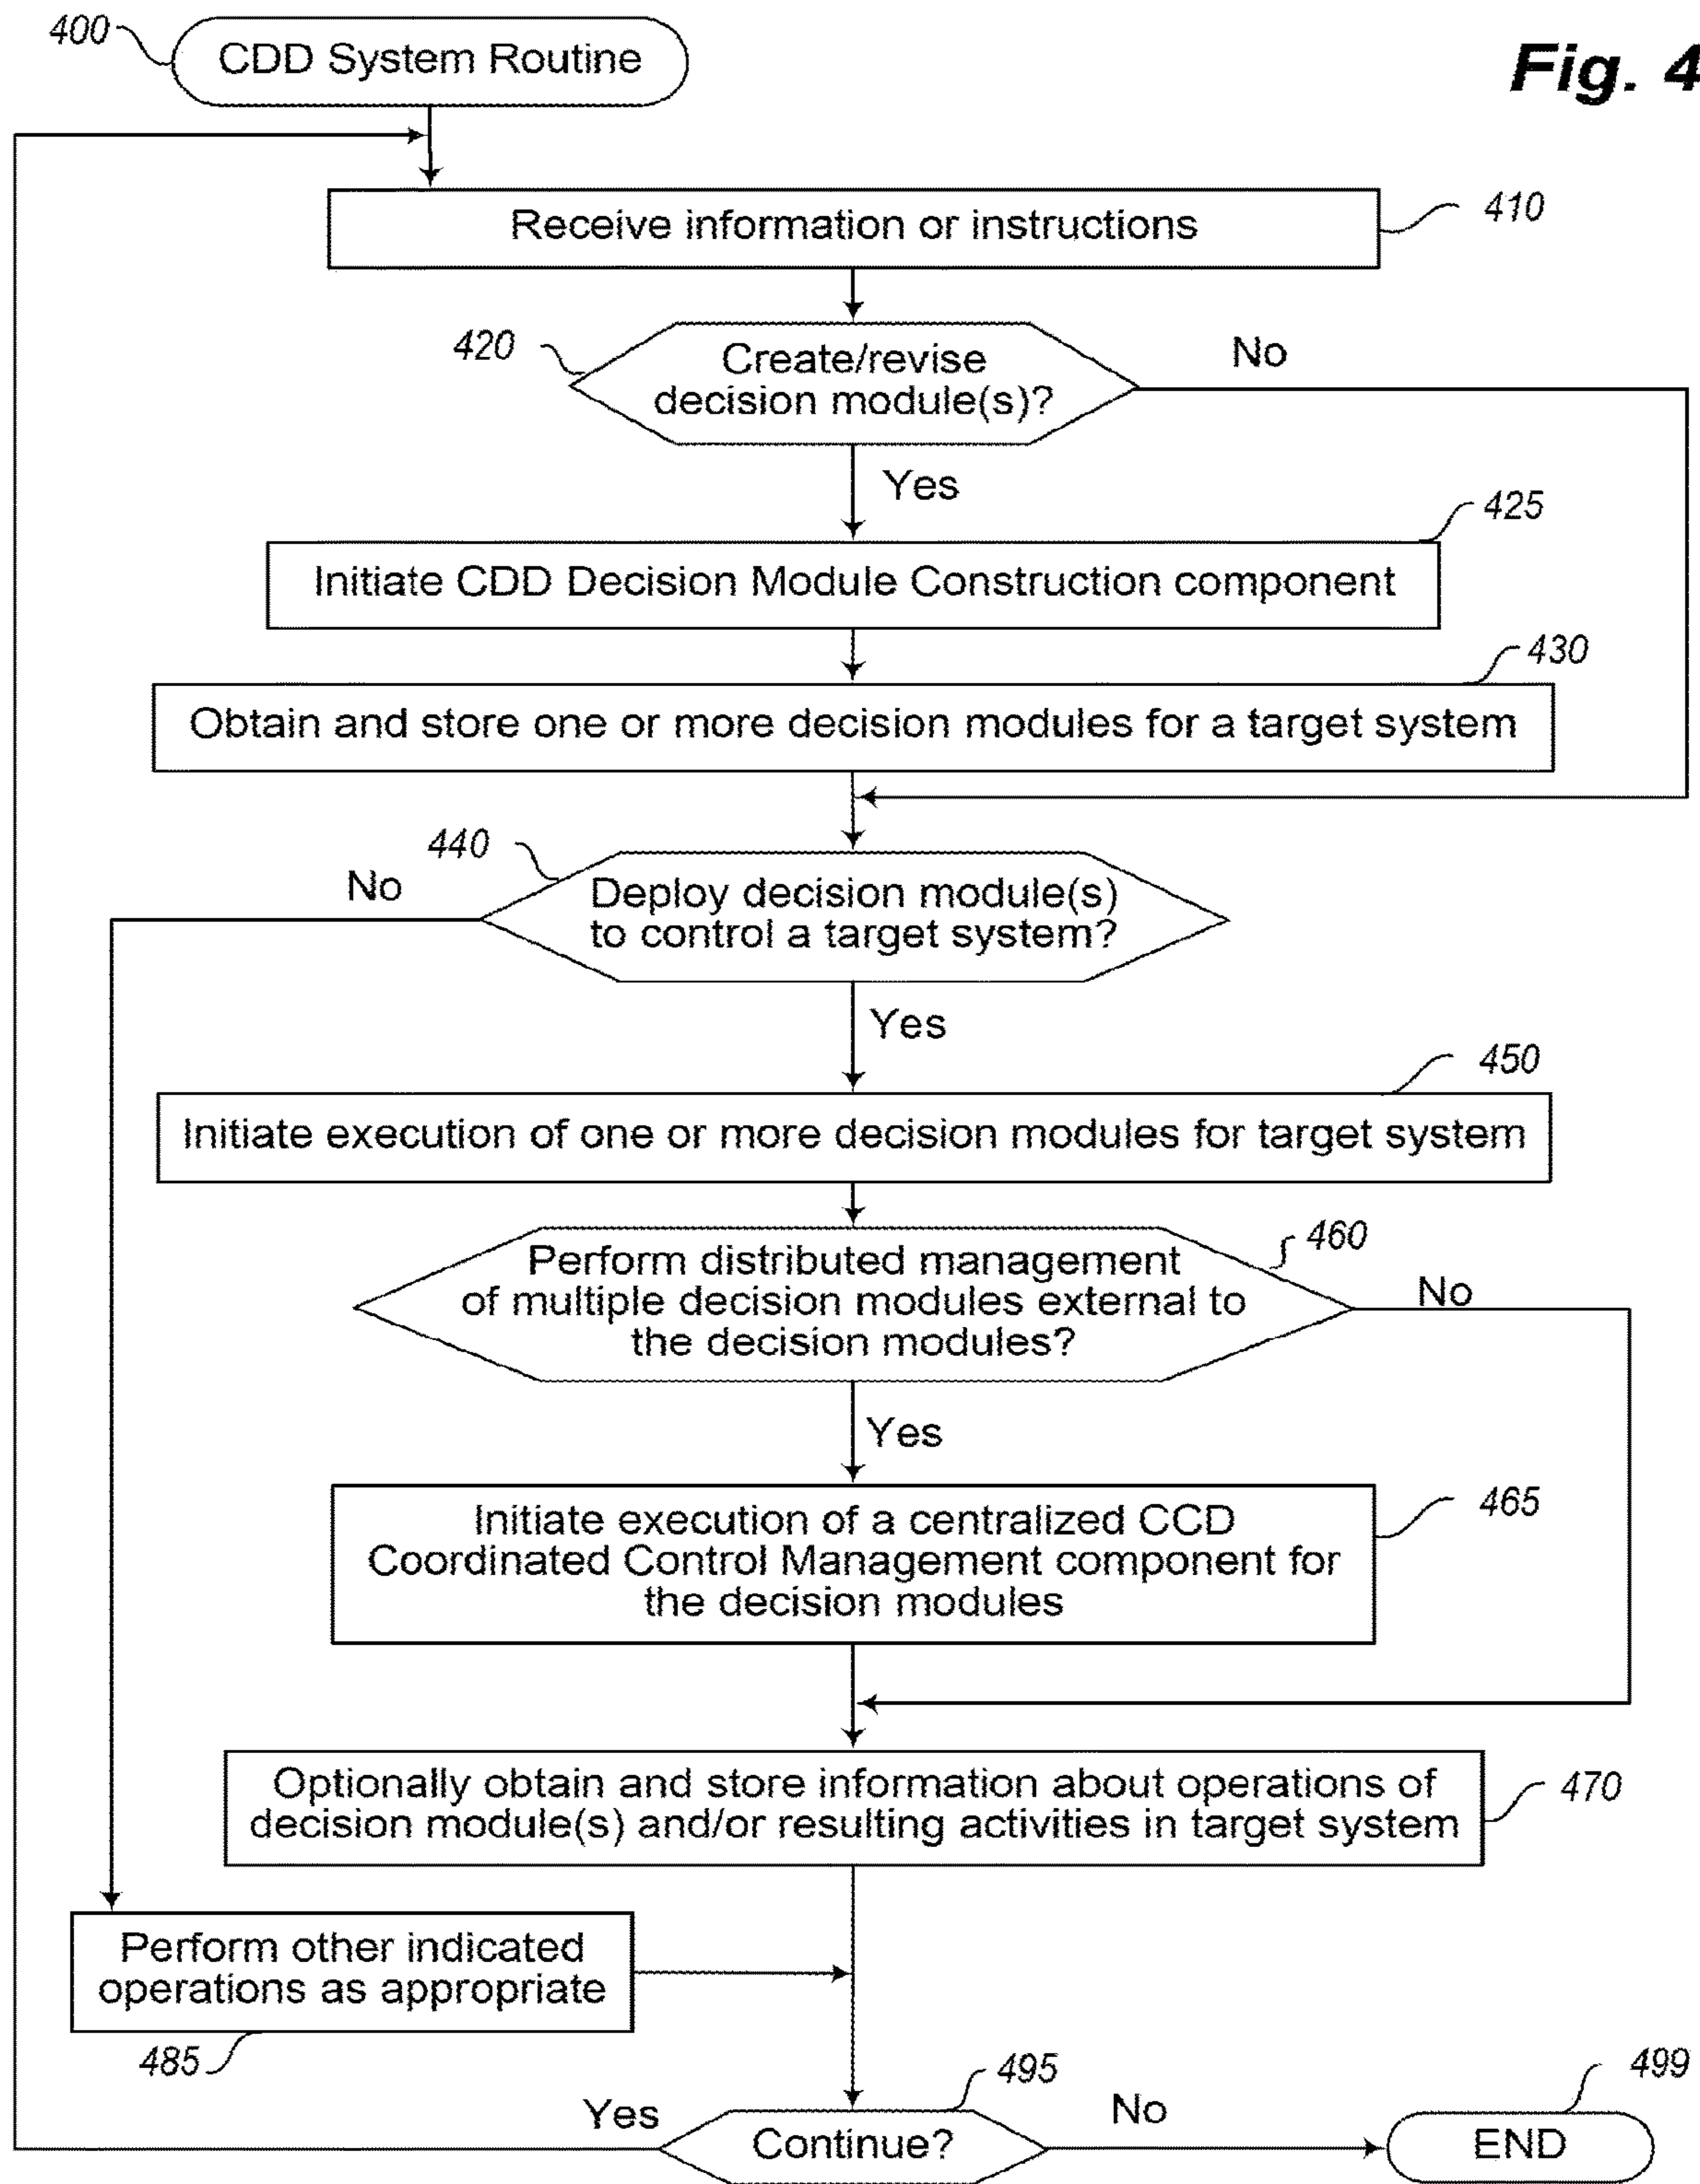 400
CDD System Routine
Fig. 4
Receive information or instructions
410
420
Create/revise
decision module(s)?
No
Yes
425
Initiate CDD Decision Module Construction component
430
Obtain and store one or more decision modules for a target system
440
No
Deploy decision module(s)
to control a target system?
Yes
450
Initiate execution of one or more decision modules for target system
460
Perform distributed management
of multiple decision modules external to
the decision modules?
No
Yes
465
Initiate execution of a centralized CCD
Coordinated Control Management component for
the decision modules
470
Optionally obtain and store information about operations of
decision module(s) and/or resulting activities in target system
Perform other indicated
operations as appropriate
485
495
499
Yes
Continue?
No
END